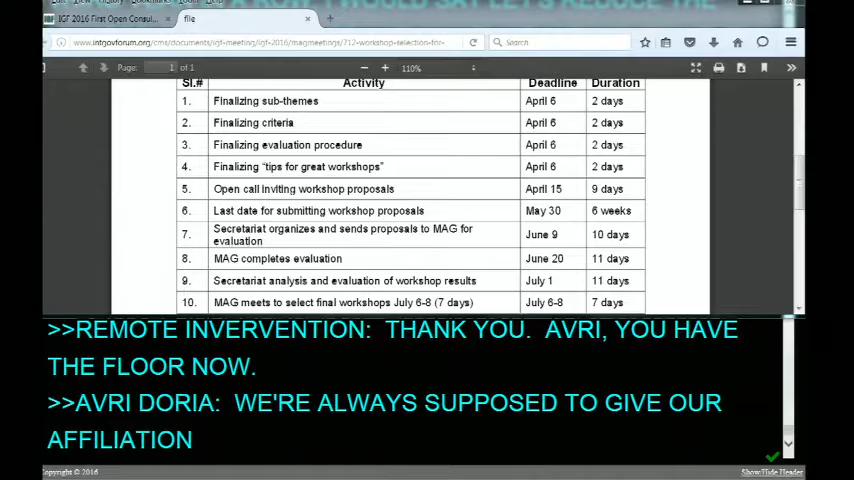 A ROW. I WOULD SAY LET'S REDUCE THE
IGF 2016 First Open Consul...
file
www.intgovforum.org/cms/documents/igf-meeting/igf-2016/magmeetings/712-workshop-selection-for-
Search
Page: 1 of 1
110%
Sl.# Activity Deadline Duration
1. Finalizing sub-themes April 6 2 days
2. Finalizing criteria April 6 2 days
3. Finalizing evaluation procedure April 6 2 days
4. Finalizing “tips for great workshops” April 6 2 days
5. Open call inviting workshop proposals April 15 9 days
6. Last date for submitting workshop proposals May 30 6 weeks
7. Secretariat organizes and sends proposals to MAG for
evaluation June 9 10 days
8. MAG completes evaluation June 20 11 days
9. Secretariat analysis and evaluation of workshop results July 1 11 days
10. MAG meets to select final workshops July 6-8 (7 days) July 6-8 7 days
>>REMOTE INVERVENTION: THANK YOU. AVRI, YOU HAVE
THE FLOOR NOW.
>>AVRI DORIA: WE'RE ALWAYS SUPPOSED TO GIVE OUR
AFFILIATION
Copyright © 2016
Show/Hide Header